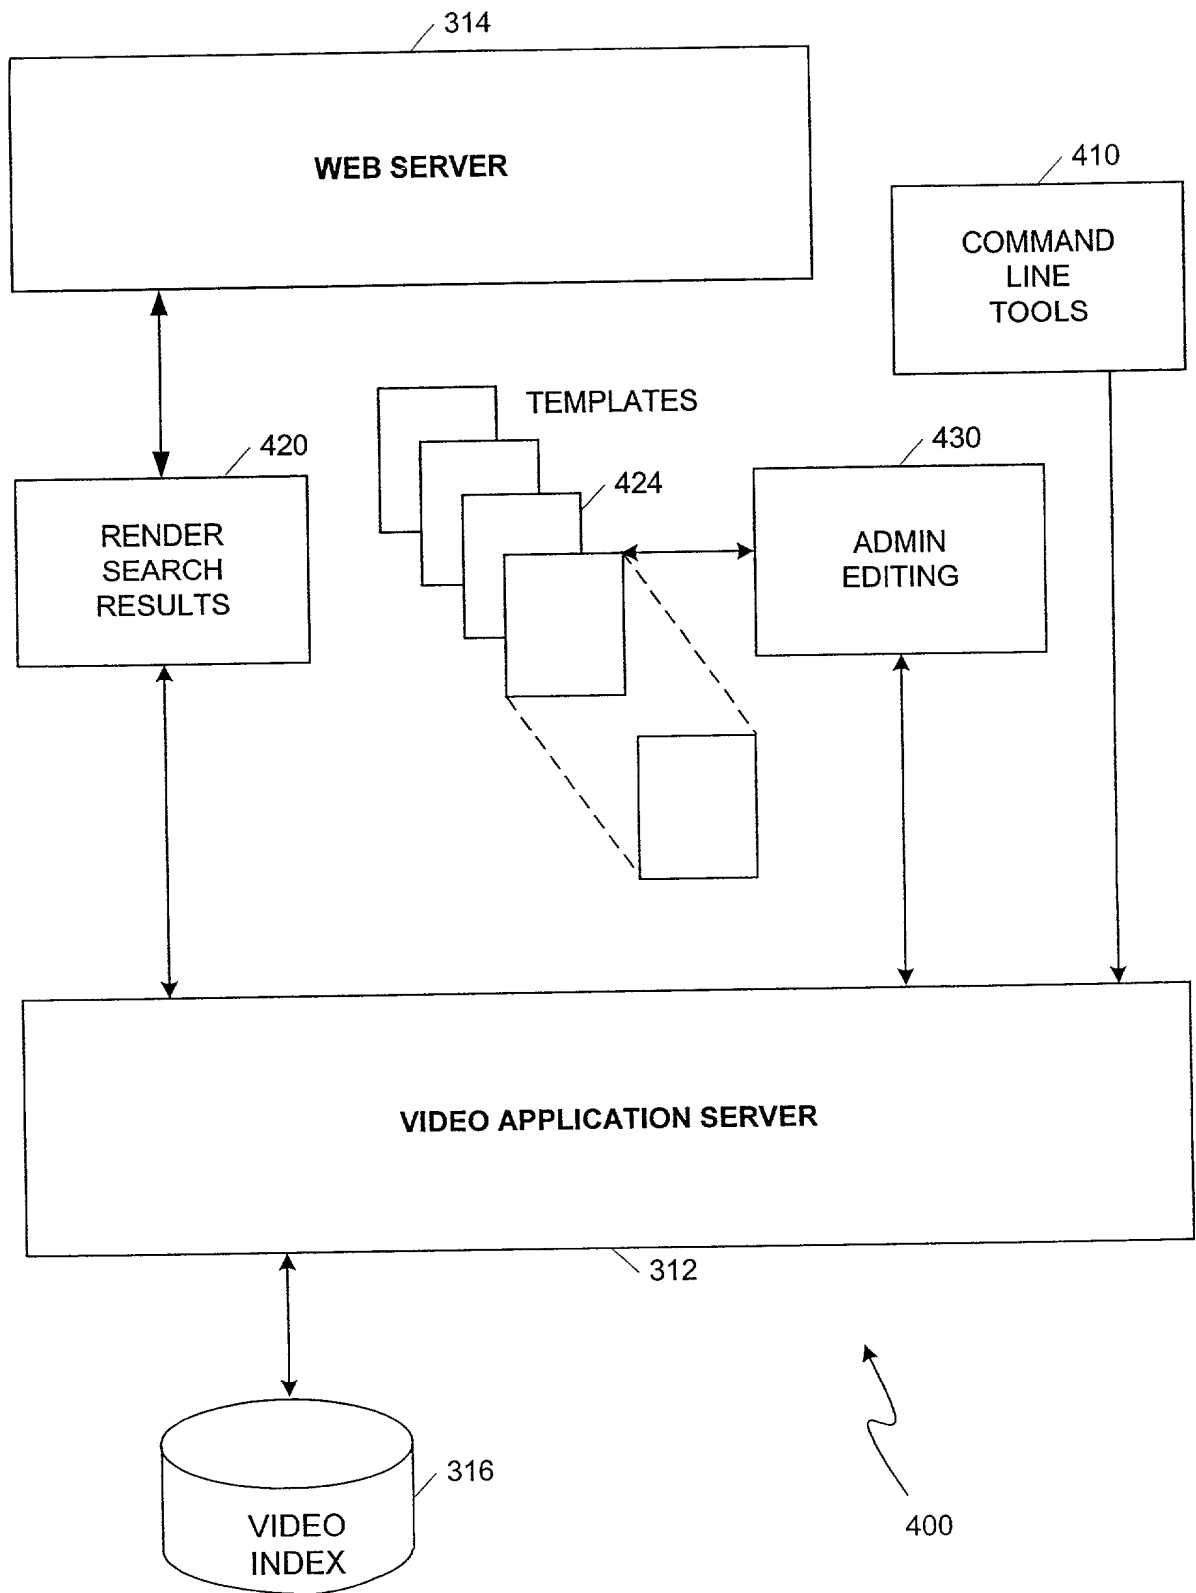 314
WEB SERVER
410
COMMAND
LINE
TOOLS
TEMPLATES
420
424
430
RENDER
SEARCH
RESULTS
ADMIN
EDITING
VIDEO APPLICATION SERVER
312
316
VIDEO
INDEX
400